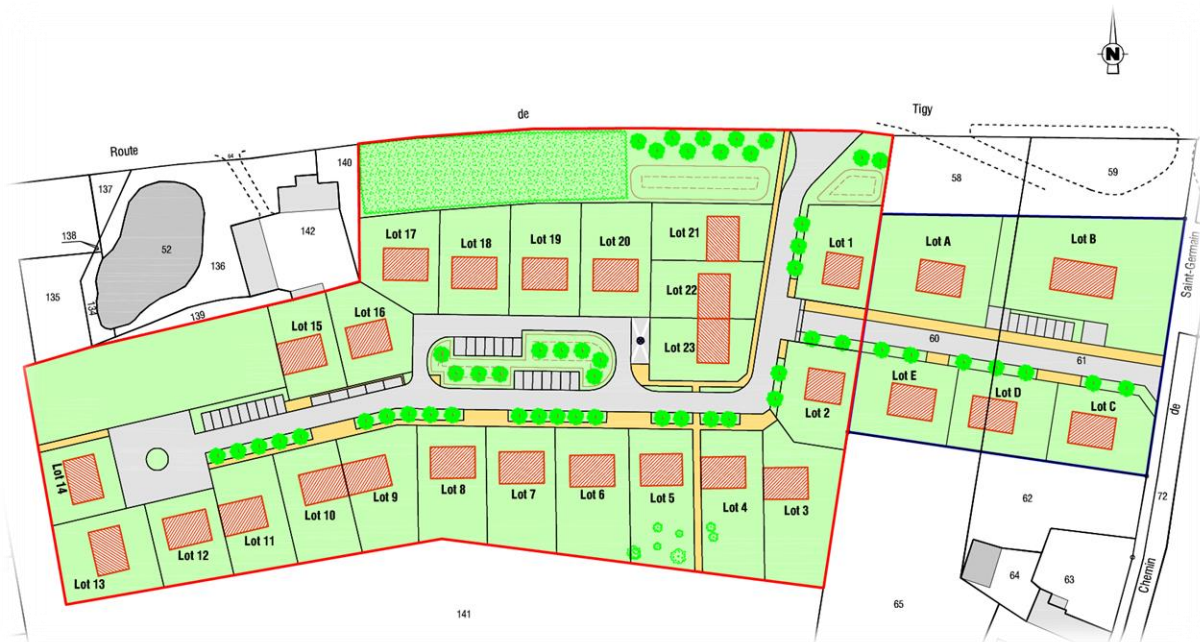 N
de
Tigy
Route
140
137
58
59
142
138
52
136
135
134
139
Lot 17
Lot 18
Lot 19
Lot 20
Lot 21
Lot 1
Lot A
Lot B
Saint-Germain
Lot 22
Lot 15
Lot 16
Lot 23
60
61
Lot E
Lot D
Lot C
de
Lot 2
Lot 14
Lot 13
Lot 12
Lot 11
Lot 10
Lot 9
Lot 8
Lot 7
Lot 6
Lot 5
Lot 4
Lot 3
62
72
64
63
Chemin
65
141